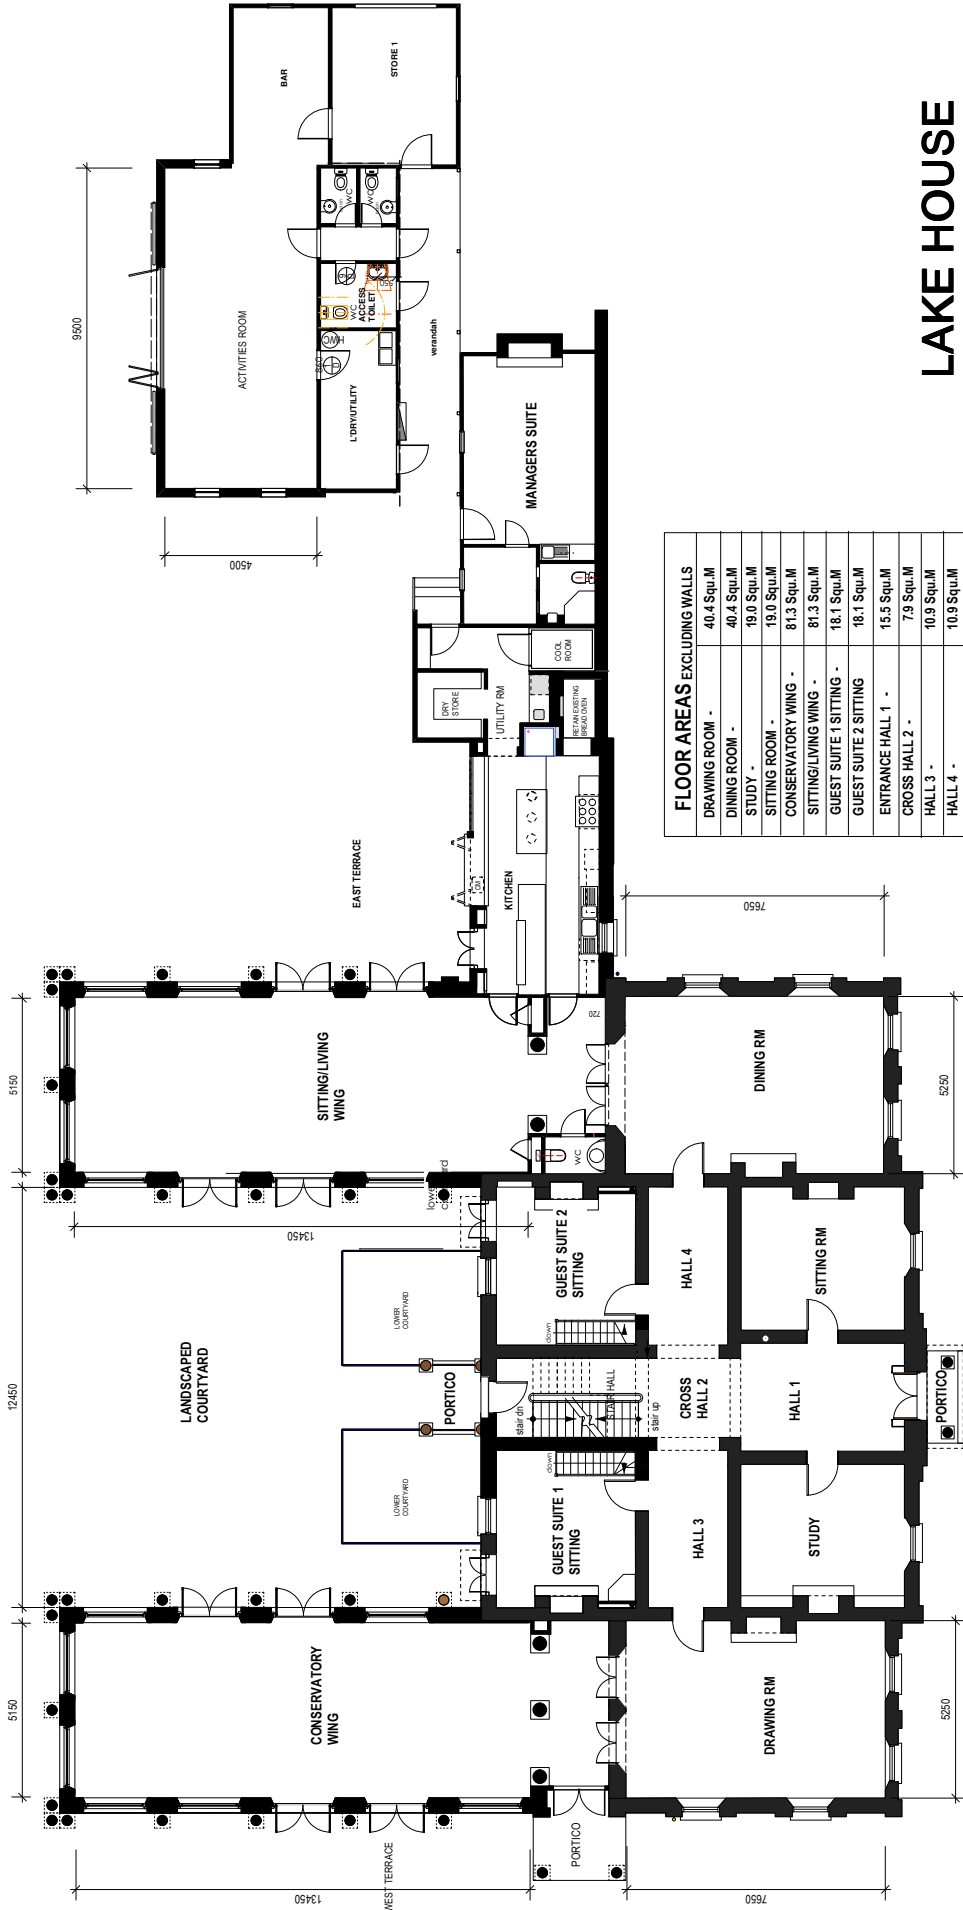 LAKE HOUSE
FLOOR AREAS EXCLUDING WALLS
DRAWING ROOM - 40.4 Squ.M
DINING ROOM - 40.4 Squ.M
STUDY - 19.0 Squ.M
SITTING ROOM - 19.0 Squ.M
CONSERVATORY WING - 81.3 Squ.M
SITTING/LIVING WING - 81.3 Squ.M
GUEST SUITE 1 SITTING - 18.1 Squ.M
GUEST SUITE 2 SITTING 18.1 Squ.M
ENTRANCE HALL 1 - 15.5 Squ.M
CROSS HALL 2 - 7.9 Squ.M
HALL 3 - 10.9 Squ.M
HALL 4 - 10.9 Squ.M
5150
12450
5150
9500
4500
13450
13450
7650
7650
5250
5250
720
840
550
BAR
STORE 1
ACTIVITIES ROOM
WC
WC
WC
ACCESS
TOILET
HWC
L'DRY/UTILITY
verandah
MANAGERS SUITE
COOL
ROOM
DRY
STORE
UTILITY RM
RETAIN EXISTING
BREAD OVEN
KITCHEN
CM
EAST TERRACE
SITTING/LIVING
WING
WC
DINING RM
LANDSCAPED
COURTYARD
LOWER
COURTYARD
LOWER
COURTYARD
PORTICO
GUEST SUITE 2
SITTING
down
STAIR HALL
stair dn
stair up
GUEST SUITE 1
SITTING
down
HALL 4
CROSS
HALL 2
HALL 3
SITTING RM
HALL 1
STUDY
PORTICO
CONSERVATORY
WING
DRAWING RM
PORTICO
WEST TERRACE